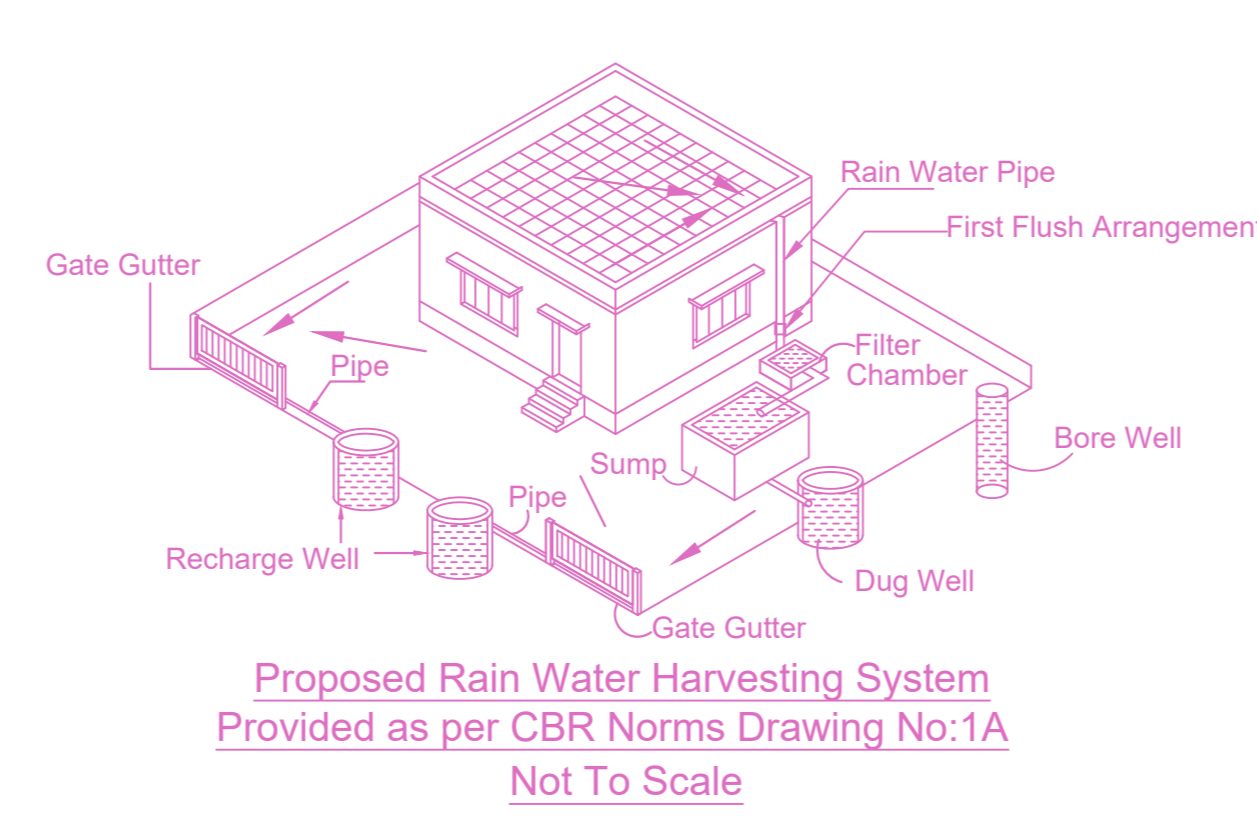 Rain Water Pipe
First Flush Arrangement
Gate Gutter
Filter
Chamber
Pipe
Bore Well
Sump
Pipe
Recharge Well
Dug Well
Gate Gutter
Proposed Rain Water Harvesting System
Provided as per CBR Norms Drawing No:1A
Not To Scale